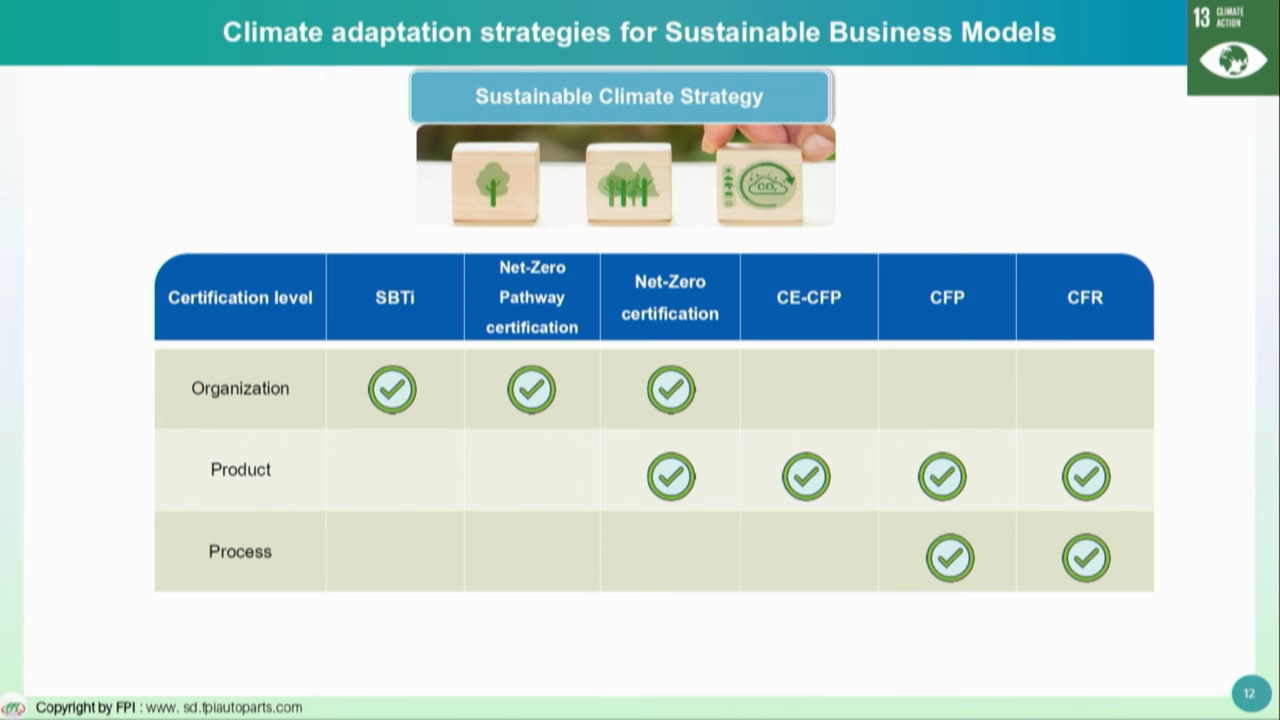 Climate adaptation strategies for Sustainable Business Models
13 CLIMATE
ACTION
Sustainable Climate Strategy
CO₂
Certification level
SBTi
Net-Zero
Pathway
certification
Net-Zero
certification
CE-CFP
CFP
CFR
Organization
Product
Process
Copyright by FPI : www. sd.fpiautoparts.com
12